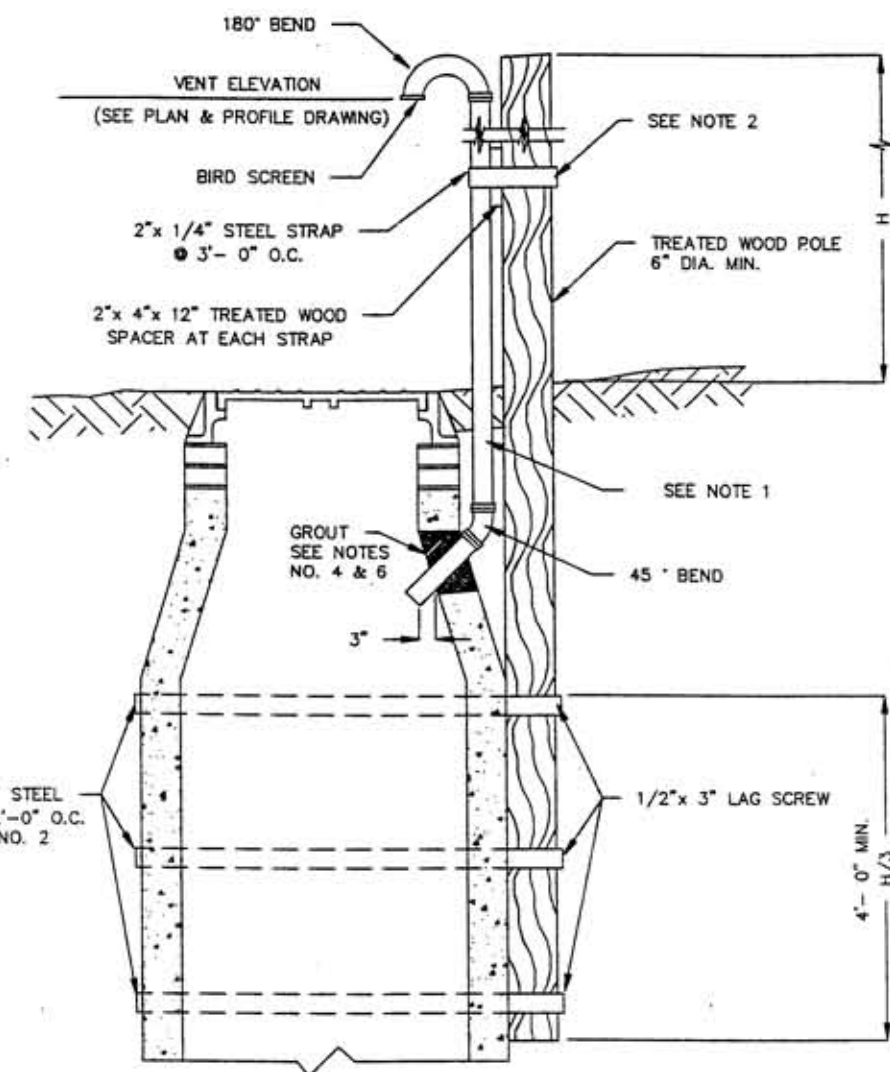 180° BEND
VENT ELEVATION
(SEE PLAN & PROFILE DRAWING)
BIRD SCREEN
SEE NOTE 2
2"x 1/4" STEEL STRAP
@ 3'- 0" O.C.
TREATED WOOD POLE
6" DIA. MIN.
H
2"x 4"x 12" TREATED WOOD
SPACER AT EACH STRAP
SEE NOTE 1
GROUT
SEE NOTES
NO. 4 & 6
45 ° BEND
3"
STEEL
'-0" O.C.
NO. 2
1/2"x 3" LAG SCREW
4'- 0" MIN.
H/3